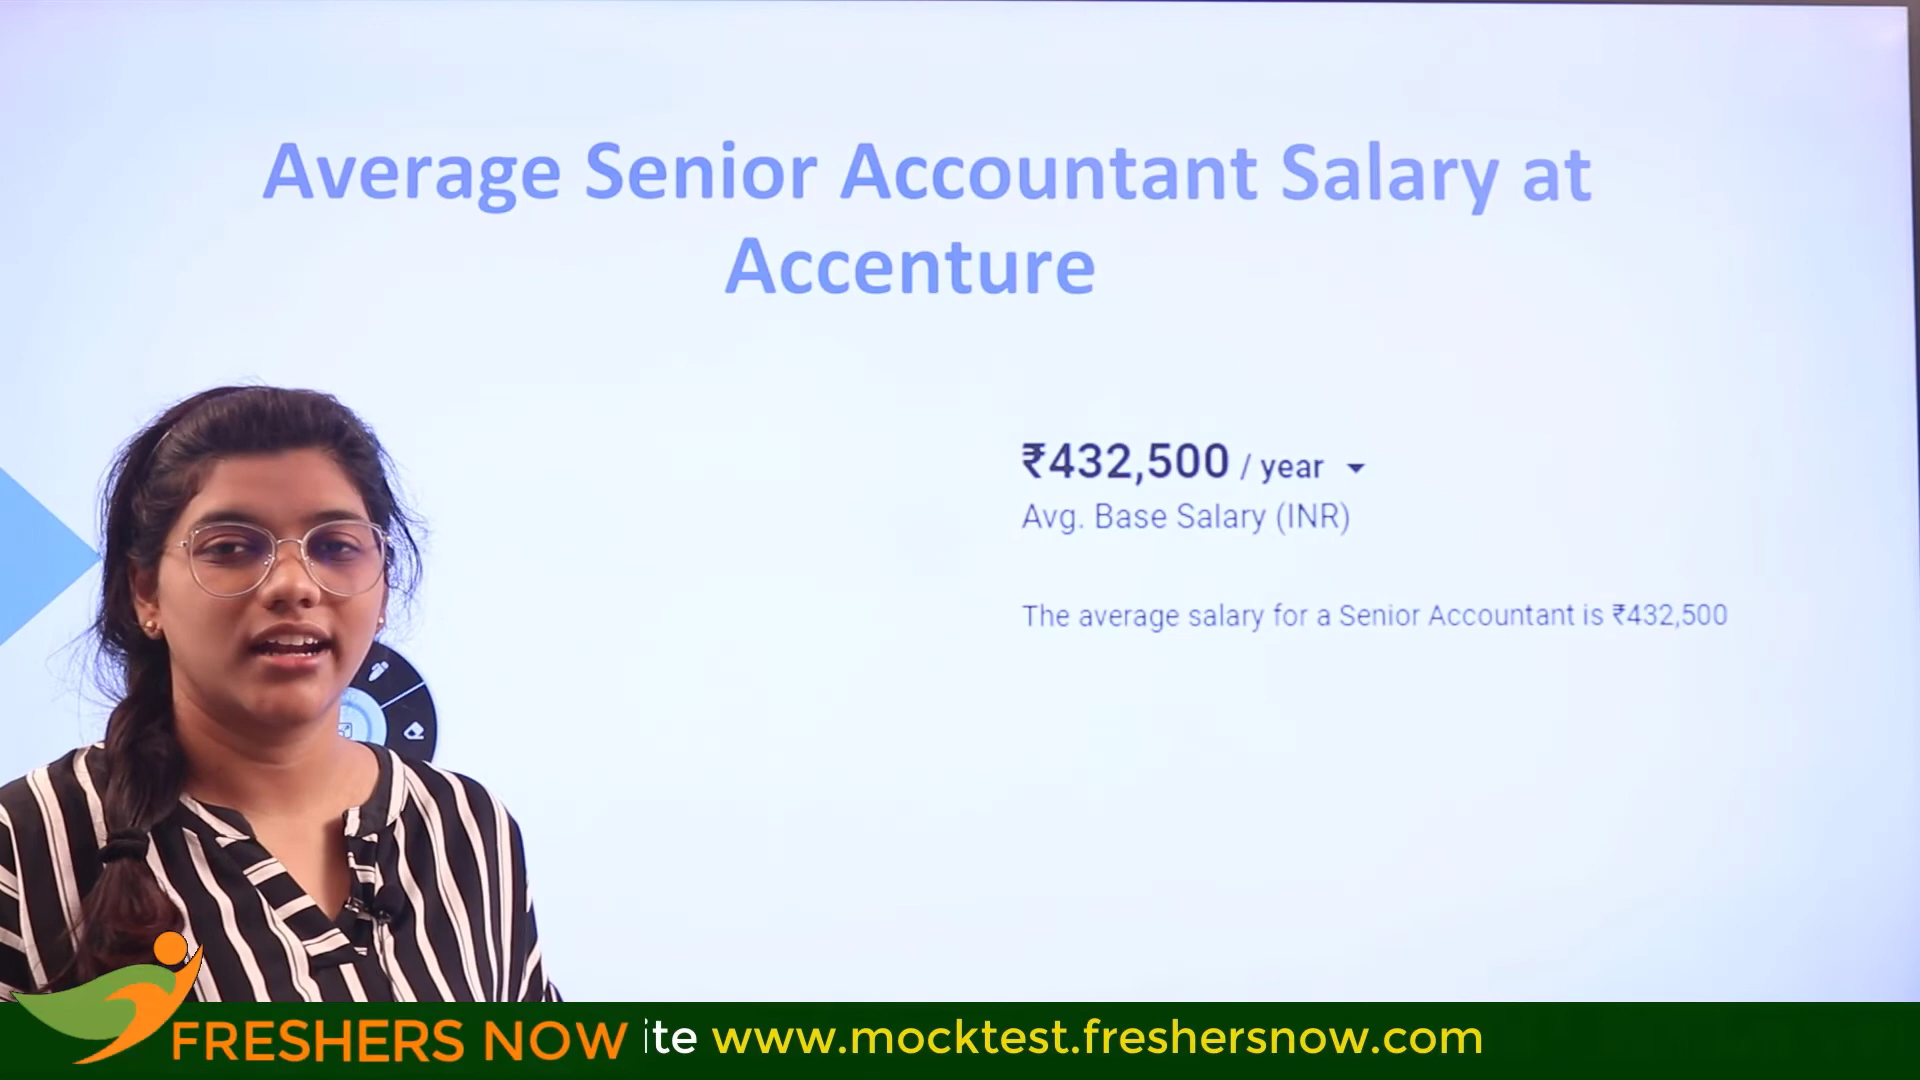 Average Senior Accountant Salary at
Accenture
₹432,500 / year
Avg. Base Salary (INR)
The average salary for a Senior Accountant is ₹432,500
FRESHERS NOW
ite www.mocktest.freshersnow.com